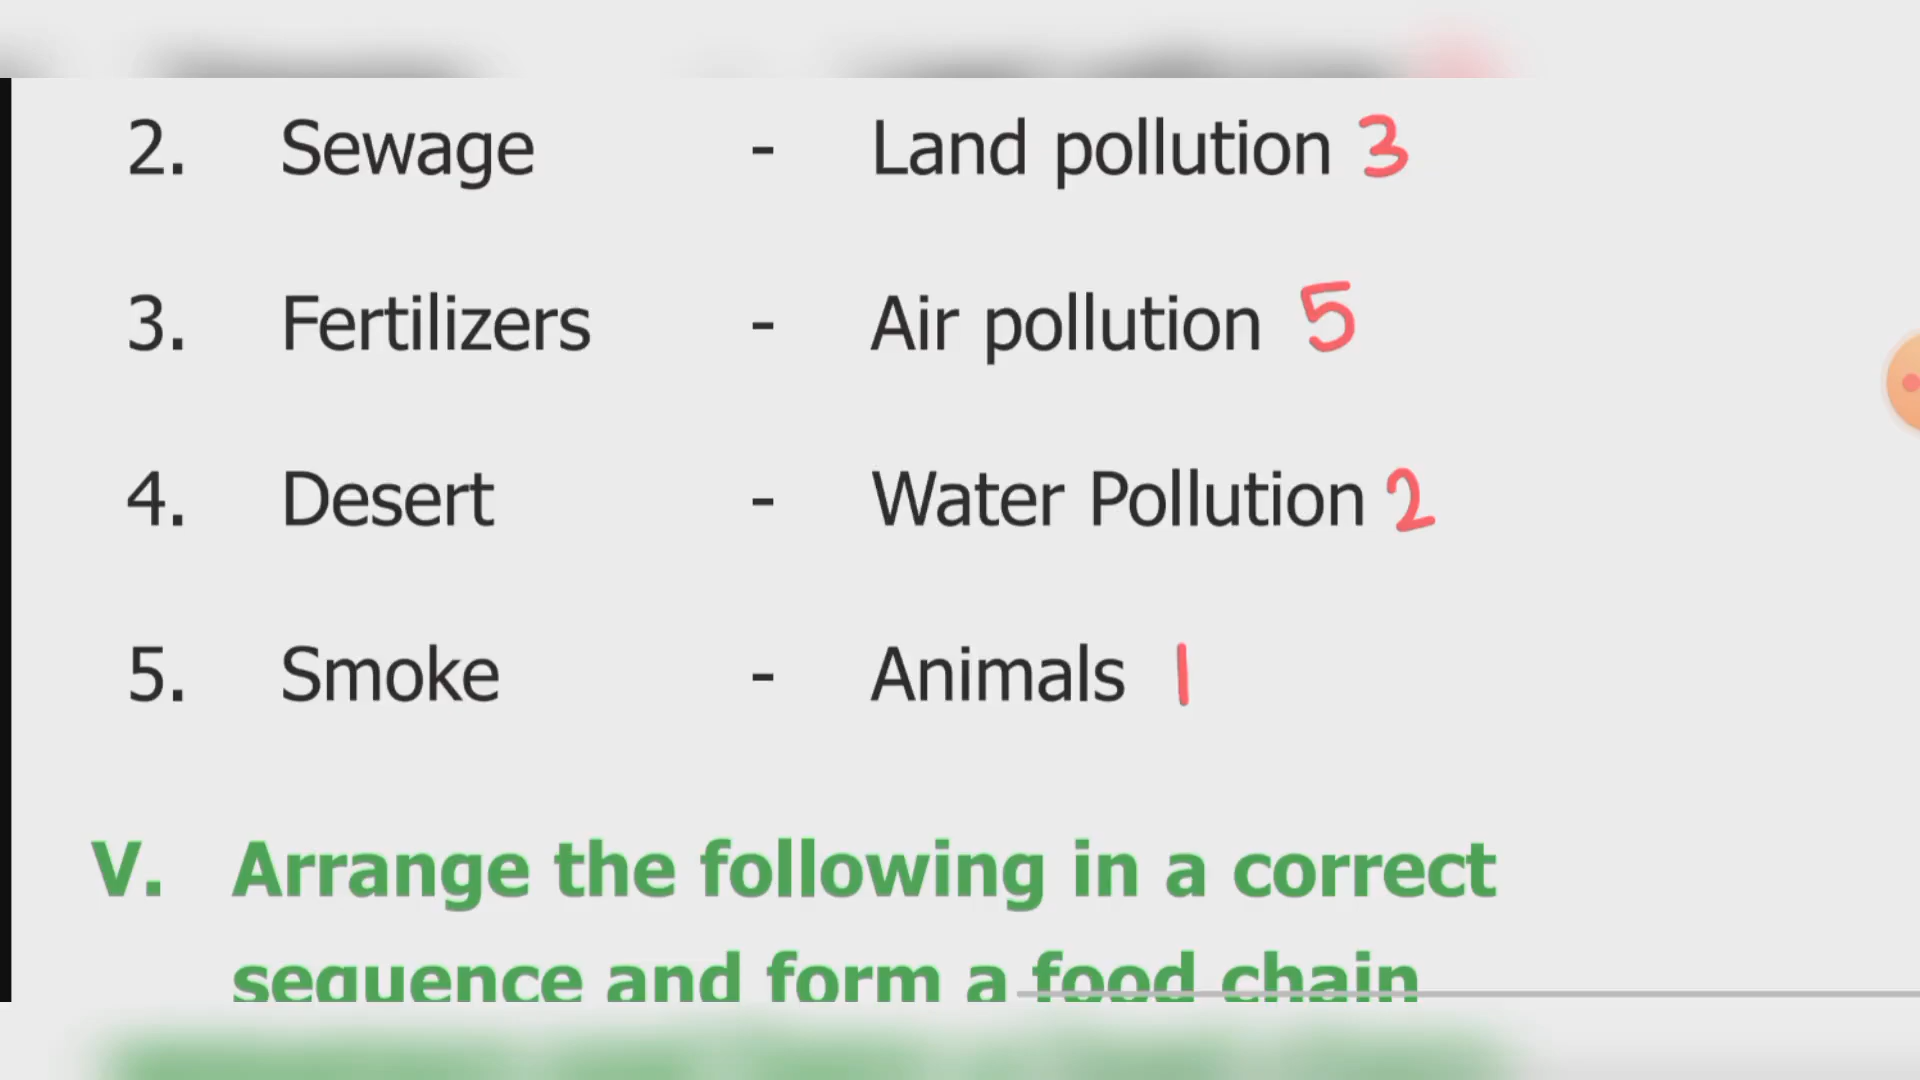 2. Sewage - Land pollution 3
3. Fertilizers - Air pollution 5
4. Desert - Water Pollution 2
5. Smoke - Animals 1
V. Arrange the following in a correct
sequence and form a food chain